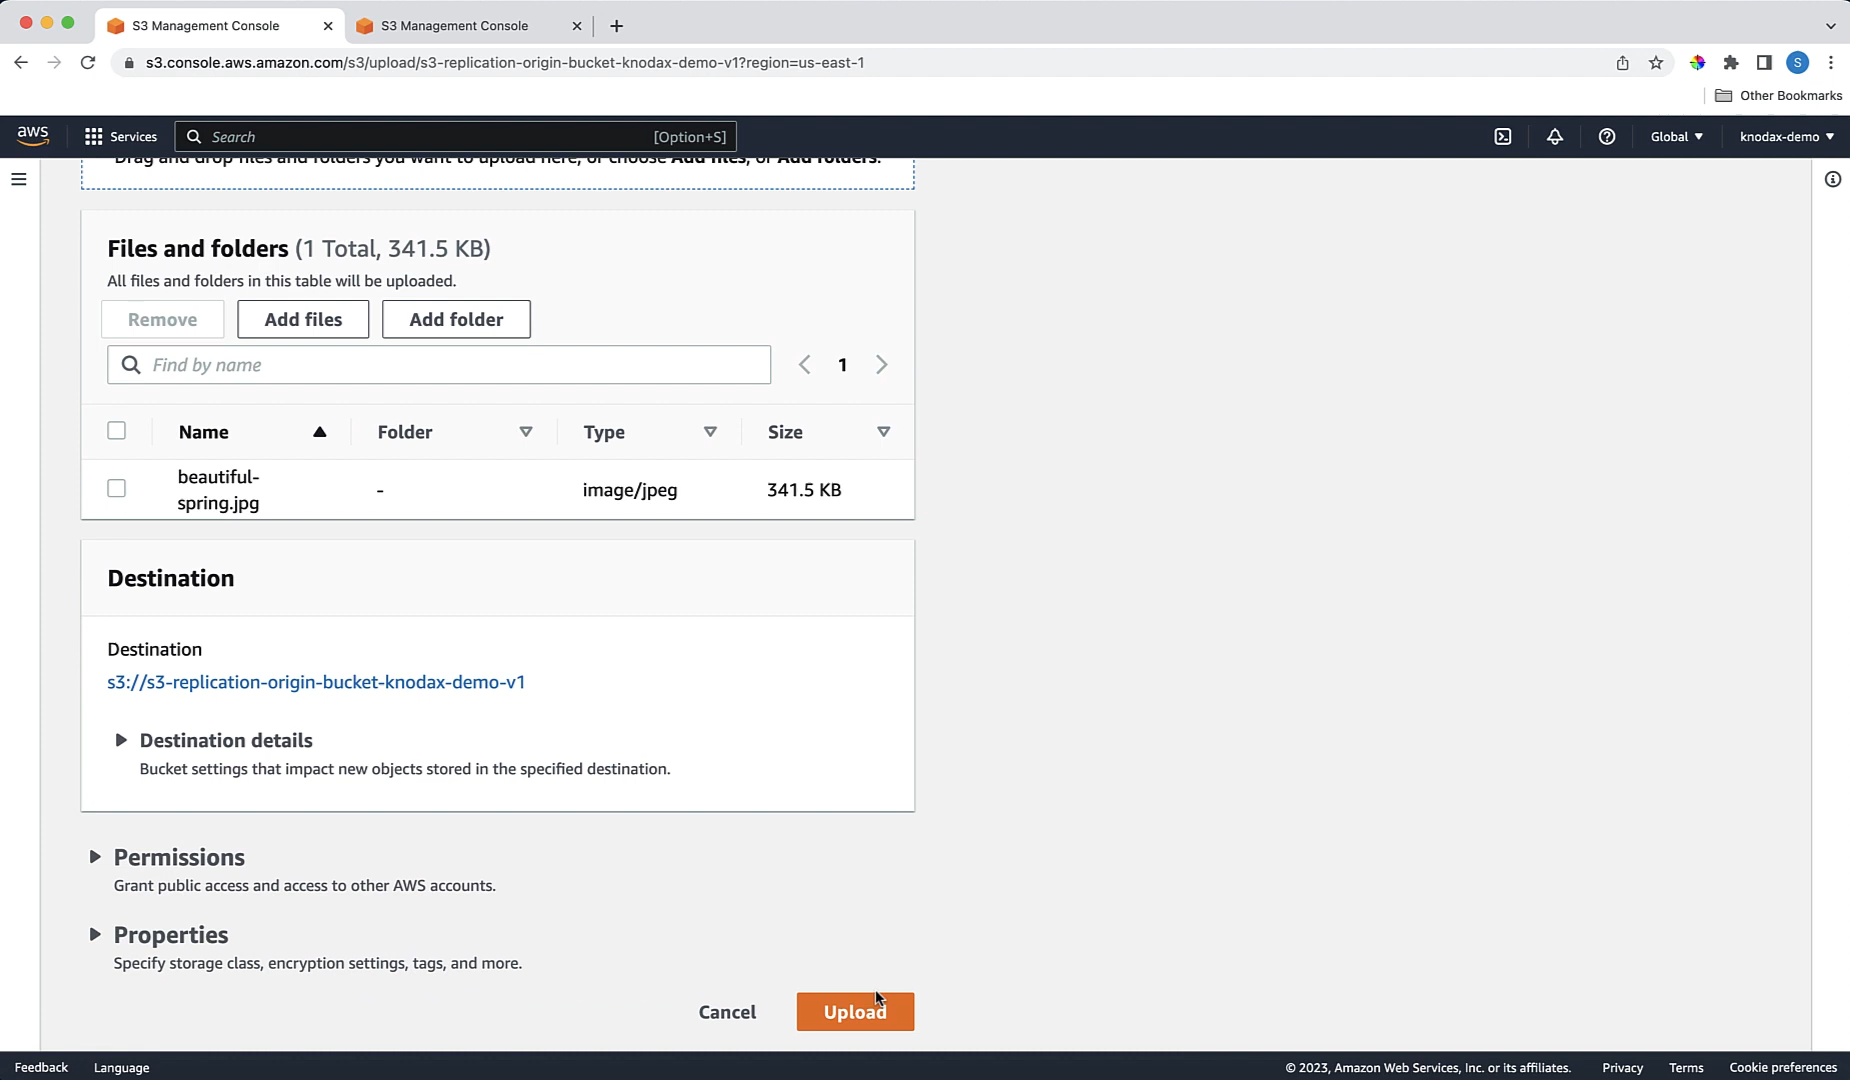 S3 Management Console
S3 Management Console
s3.console.aws.amazon.com/s3/upload/s3-replication-origin-bucket-knodax-demo-v1?region=us-east-1
S
Other Bookmarks
aws
Services
Search
[Option+S]
Global
knodax-demo
Drag and drop files and folders you want to upload here, or choose Add files, or Add folders.
Files and folders (1 Total, 341.5 KB)
All files and folders in this table will be uploaded.
Remove
Add files
Add folder
Find by name
1
Name
Folder
Type
Size
beautiful-
spring.jpg
-
image/jpeg
341.5 KB
Destination
Destination
s3://s3-replication-origin-bucket-knodax-demo-v1
Destination details
Bucket settings that impact new objects stored in the specified destination.
Permissions
Grant public access and access to other AWS accounts.
Properties
Specify storage class, encryption settings, tags, and more.
Cancel
Upload
Feedback
Language
© 2023, Amazon Web Services, Inc. or its affiliates.
Privacy
Terms
Cookie preferences